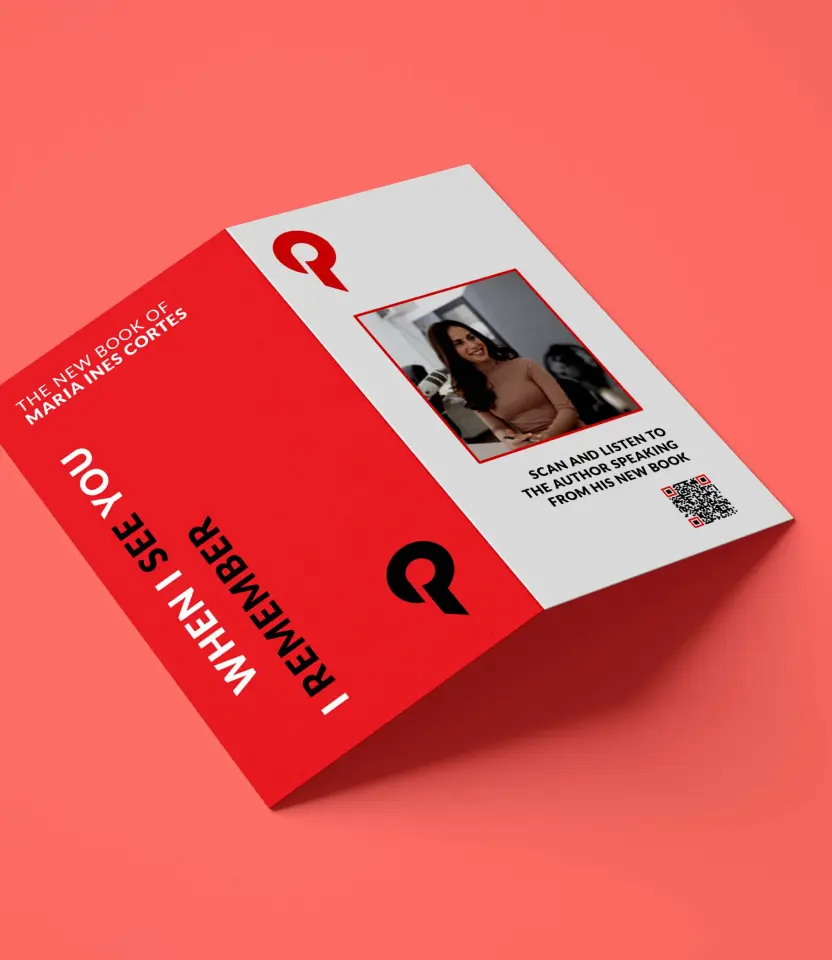 THE NEW BOOK OF
MARIA INES CORTES
WHEN I SEE YOU
I REMEMBER
SCAN AND LISTEN TO
THE AUTHOR SPEAKING
FROM HIS NEW BOOK